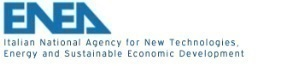 ENEA
Italian National Agency for New Technologies,
Energy and Sustainable Economic Development